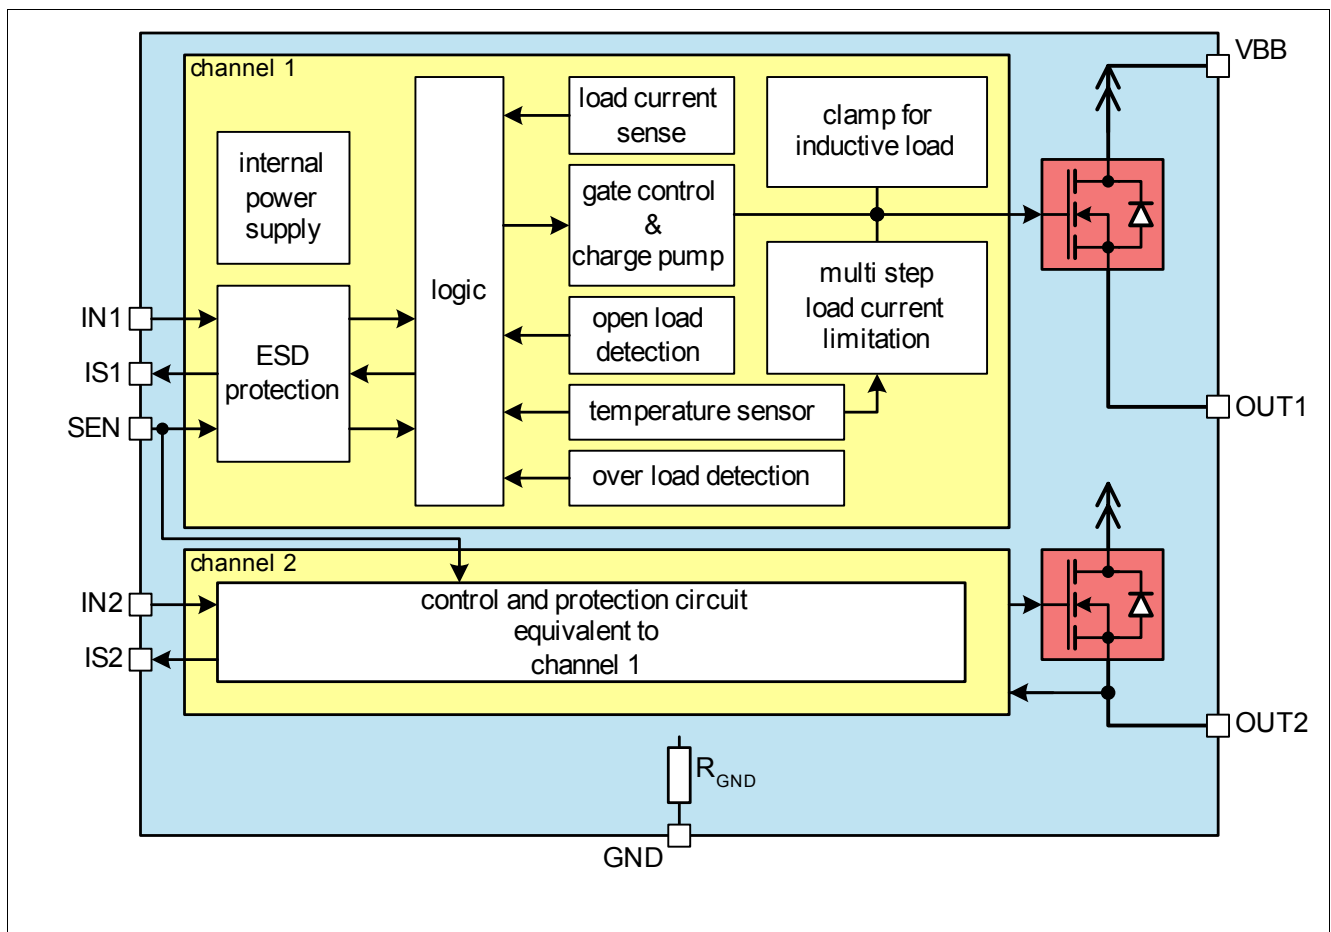 VBB
channel 1
load current
sense
clamp for
inductive load
internal
power
supply
gate control
&
charge pump
logic
multi step
load current
limitation
IN1
open load
detection
ESD
protection
IS1
temperature sensor
OUT1
SEN
over load detection
channel 2
IN2
control and protection circuit
equivalent to
channel 1
IS2
OUT2
RGND
GND